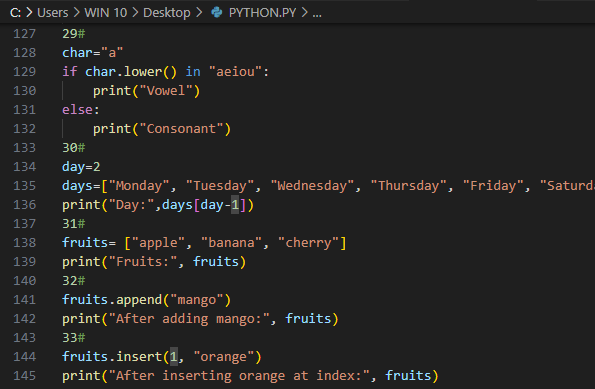 C: > Users > WIN 10 > Desktop > PYTHON.PY > ...
127 29#
128 char="a"
129 if char.lower() in "aeiou":
130     print("Vowel")
131 else:
132     print("Consonant")
133 30#
134 day=2
135 days=["Monday", "Tuesday", "Wednesday", "Thursday", "Friday", "Saturd
136 print("Day:",days[day-1])
137 31#
138 fruits= ["apple", "banana", "cherry"]
139 print("Fruits:", fruits)
140 32#
141 fruits.append("mango")
142 print("After adding mango:", fruits)
143 33#
144 fruits.insert(1, "orange")
145 print("After inserting orange at index:", fruits)